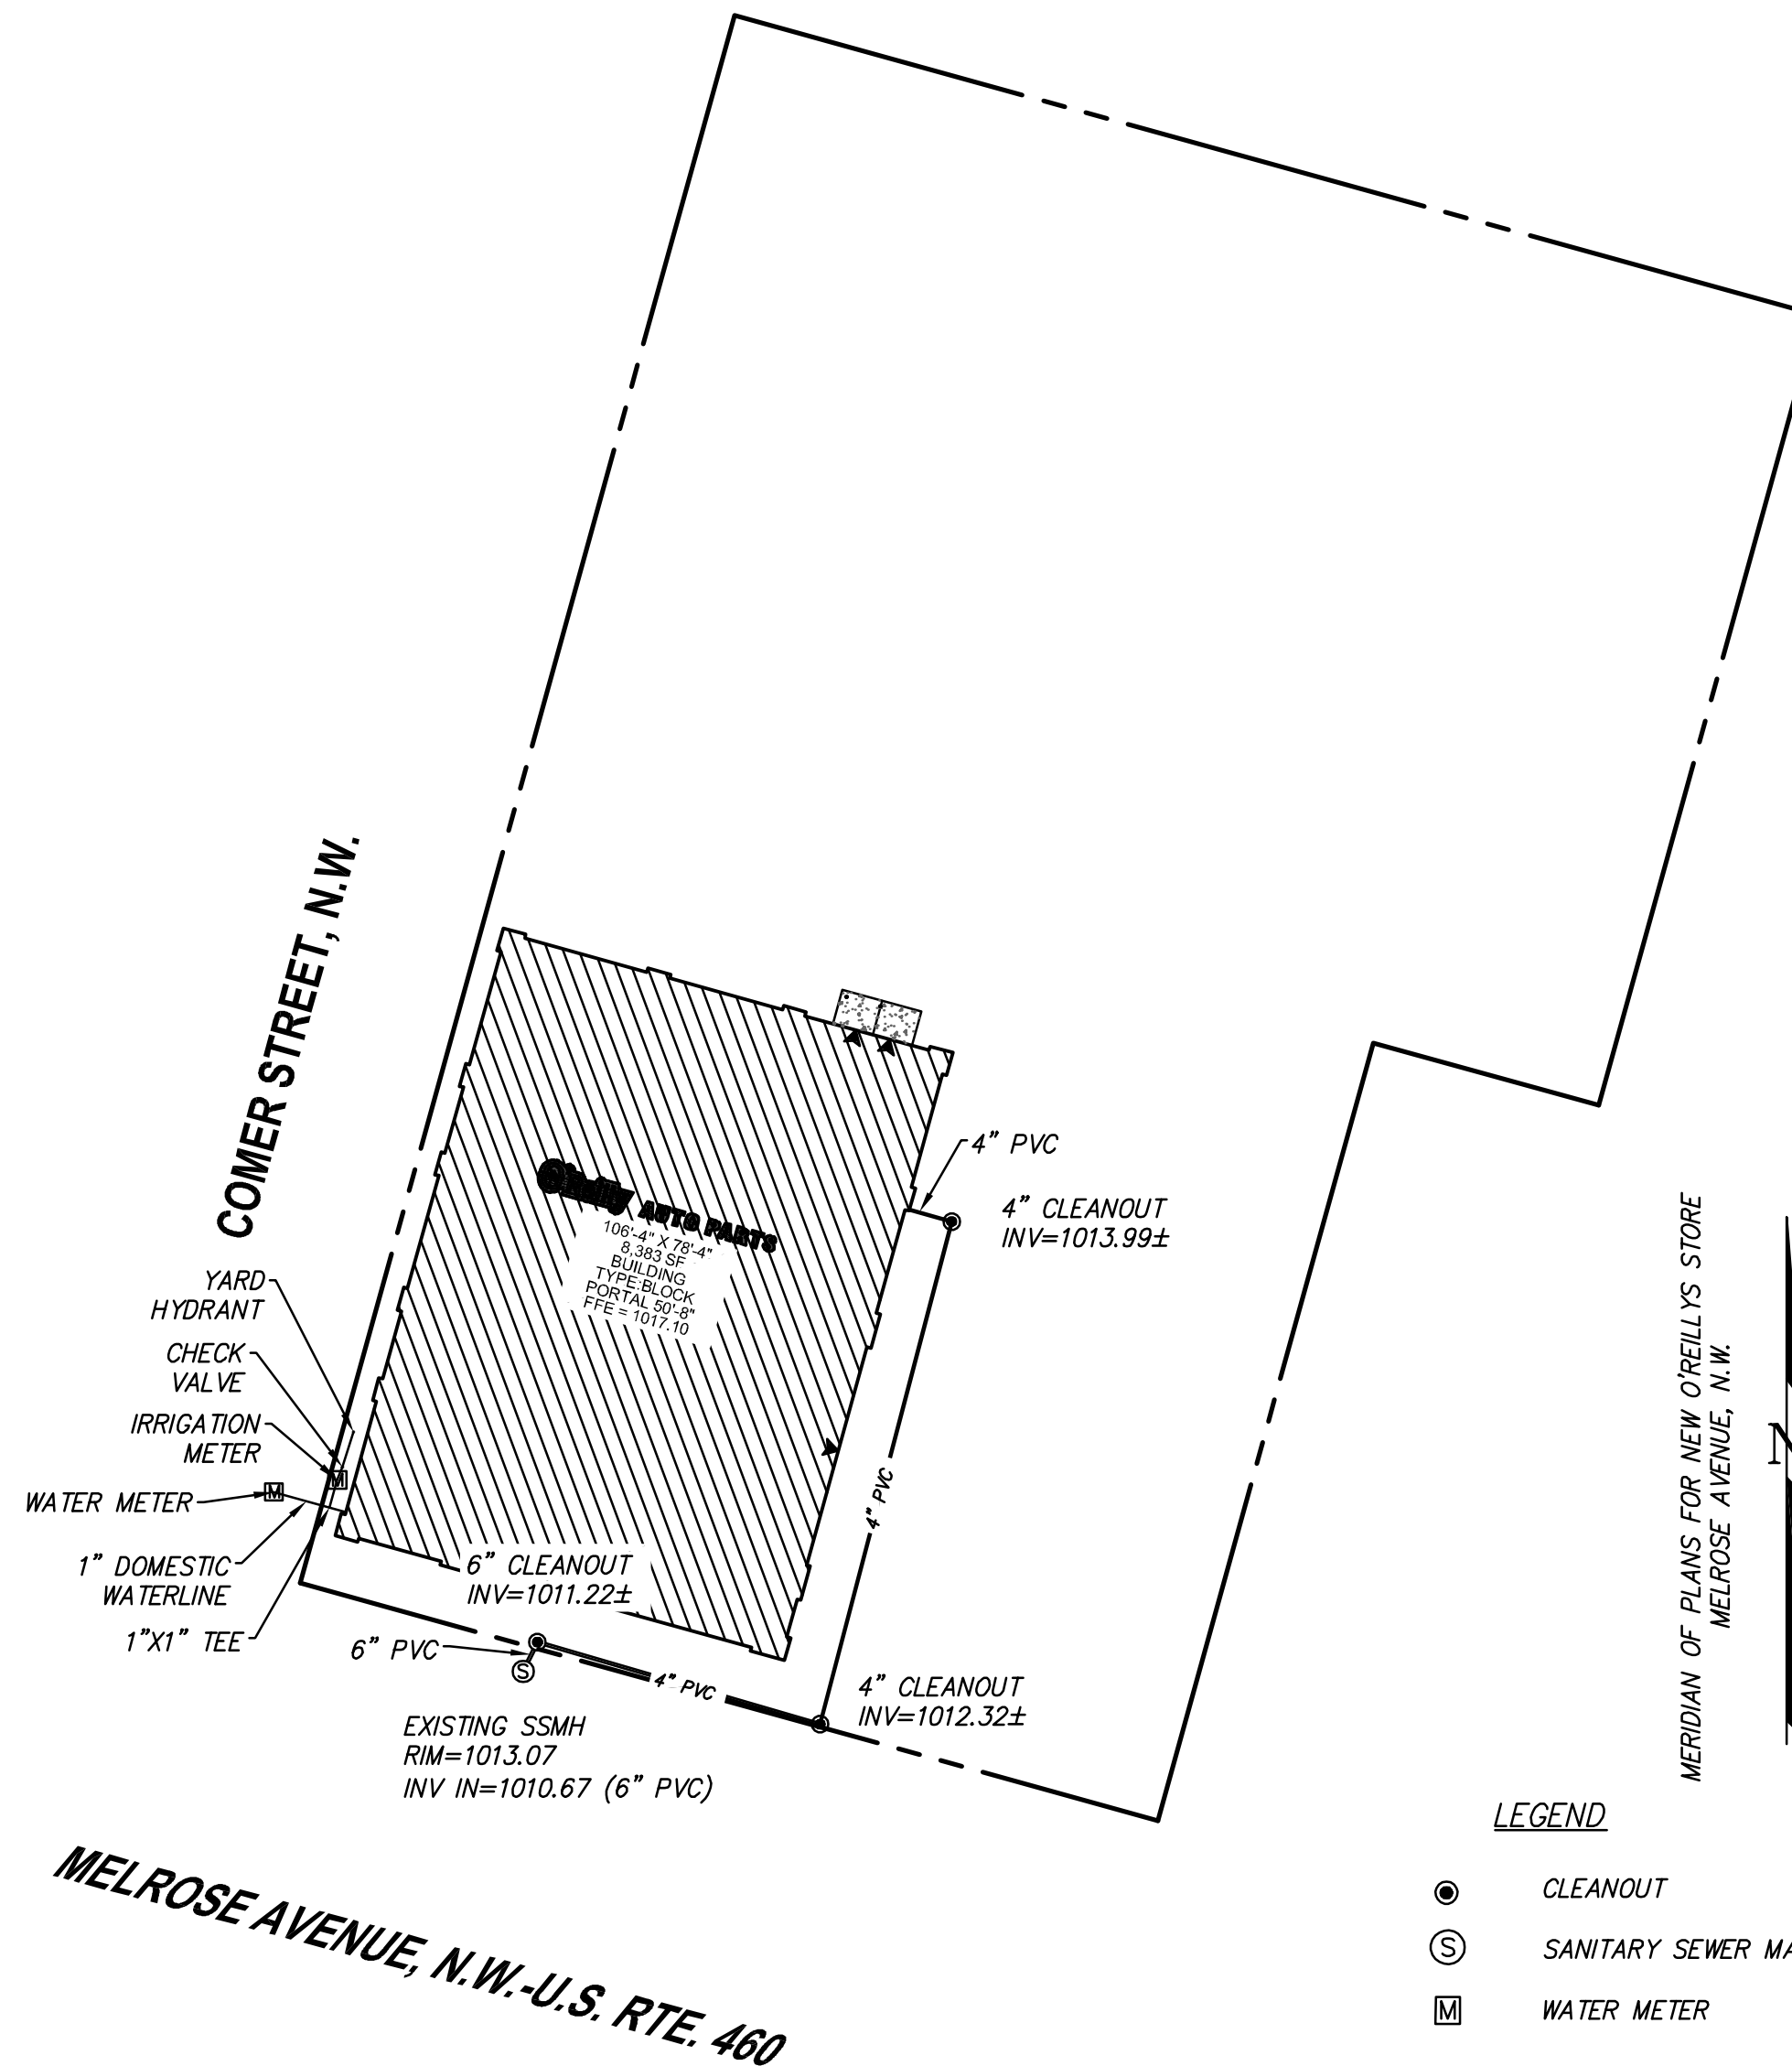 COMER STREET, N.W.
4" PVC
4" CLEANOUT
INV=1013.99±
AUTO PARTS
106'-4" X 78'-4"
8,383 SF
BUILDING
TYPE:BLOCK
PORTAL 50'-8"
FFE = 1017.10
YARD
HYDRANT
CHECK
VALVE
IRRIGATION
METER
WATER METER
M
M
1" DOMESTIC
WATERLINE
1"X1" TEE
4" PVC
6" CLEANOUT
INV=1011.22±
6" PVC
S
4" PVC
4" CLEANOUT
INV=1012.32±
EXISTING SSMH
RIM=1013.07
INV IN=1010.67 (6" PVC)
MELROSE AVENUE, N.W.-U.S. RTE. 460
MERIDIAN OF PLANS FOR NEW O'REILLYS STORE
MELROSE AVENUE, N.W.
LEGEND
CLEANOUT
S SANITARY SEWER
M WATER METER